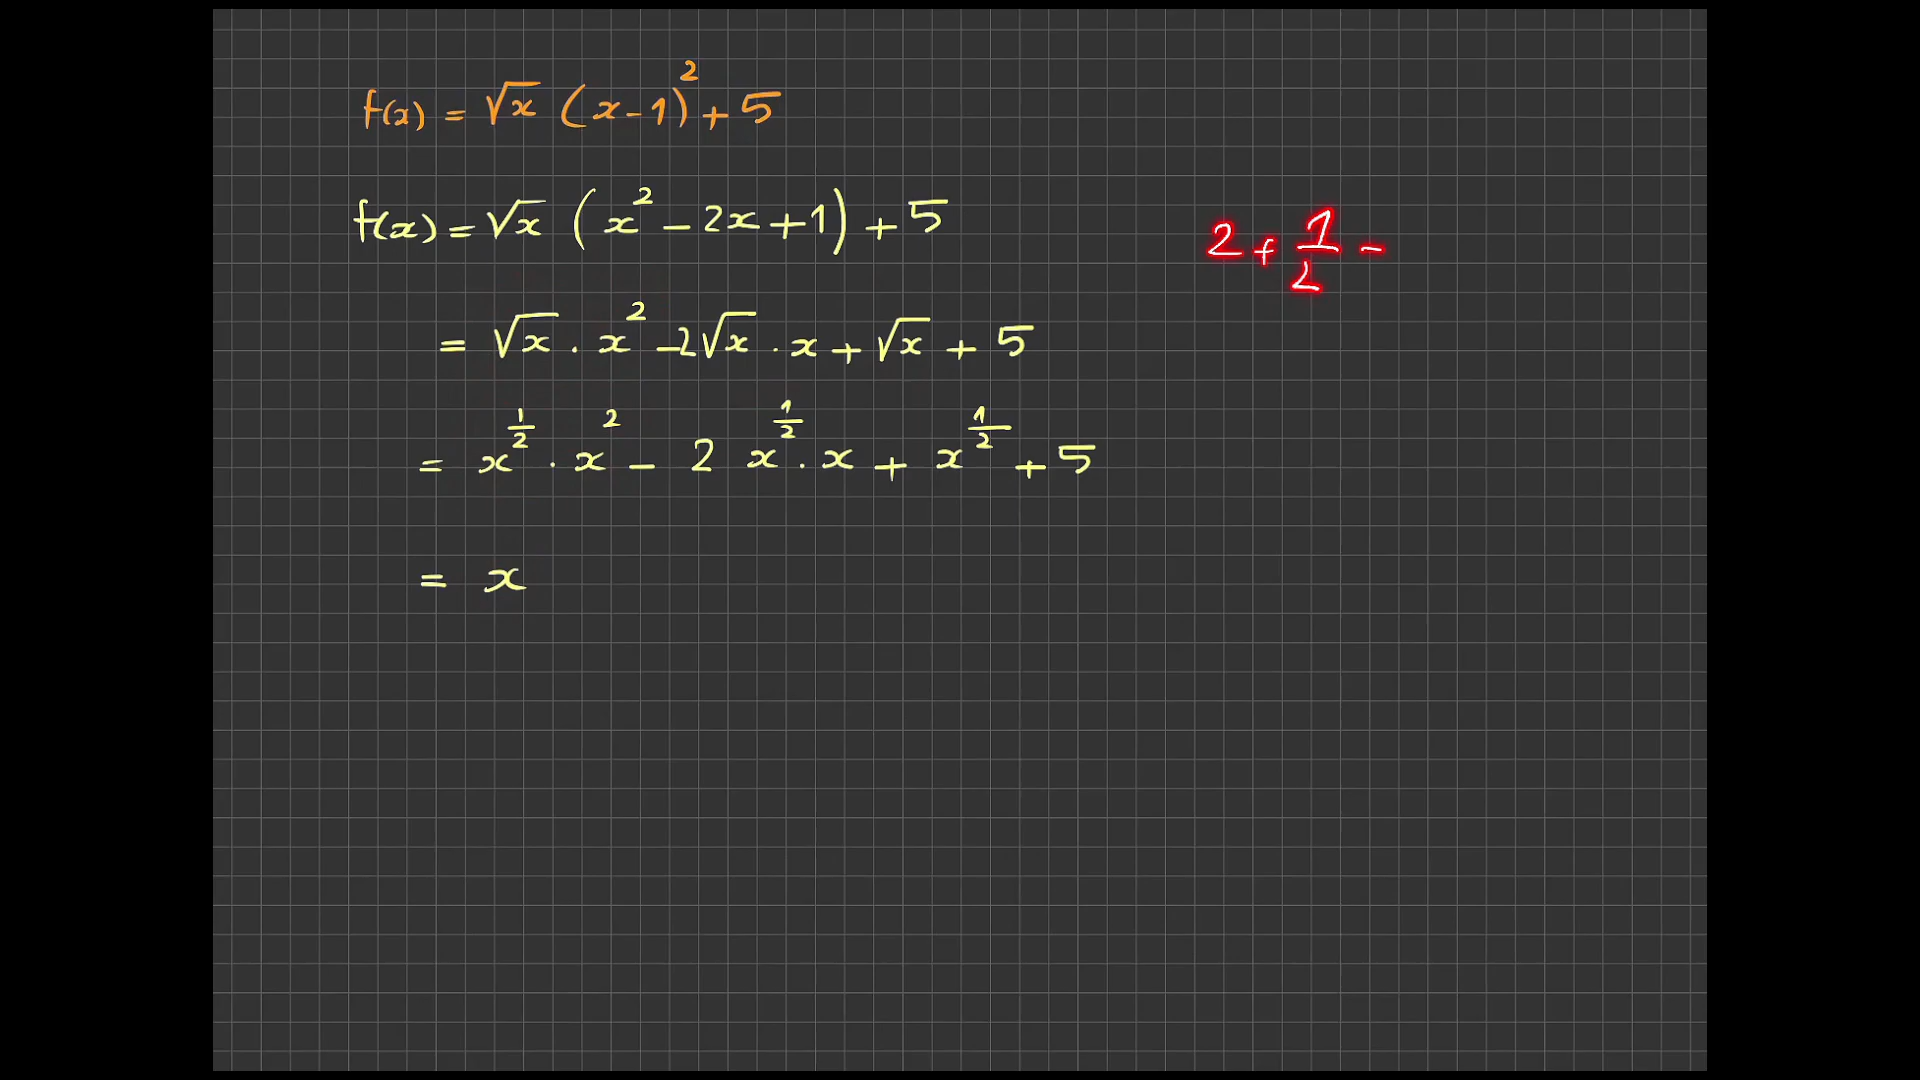 f(x) = √x (x-1)² + 5
f(x) = √x (x² - 2x + 1) + 5
= √x · x² - 2√x · x + √x + 5
= x^(1/2) · x² - 2 x^(1/2) · x + x^(1/2) + 5
= x
2 + 1/2 -